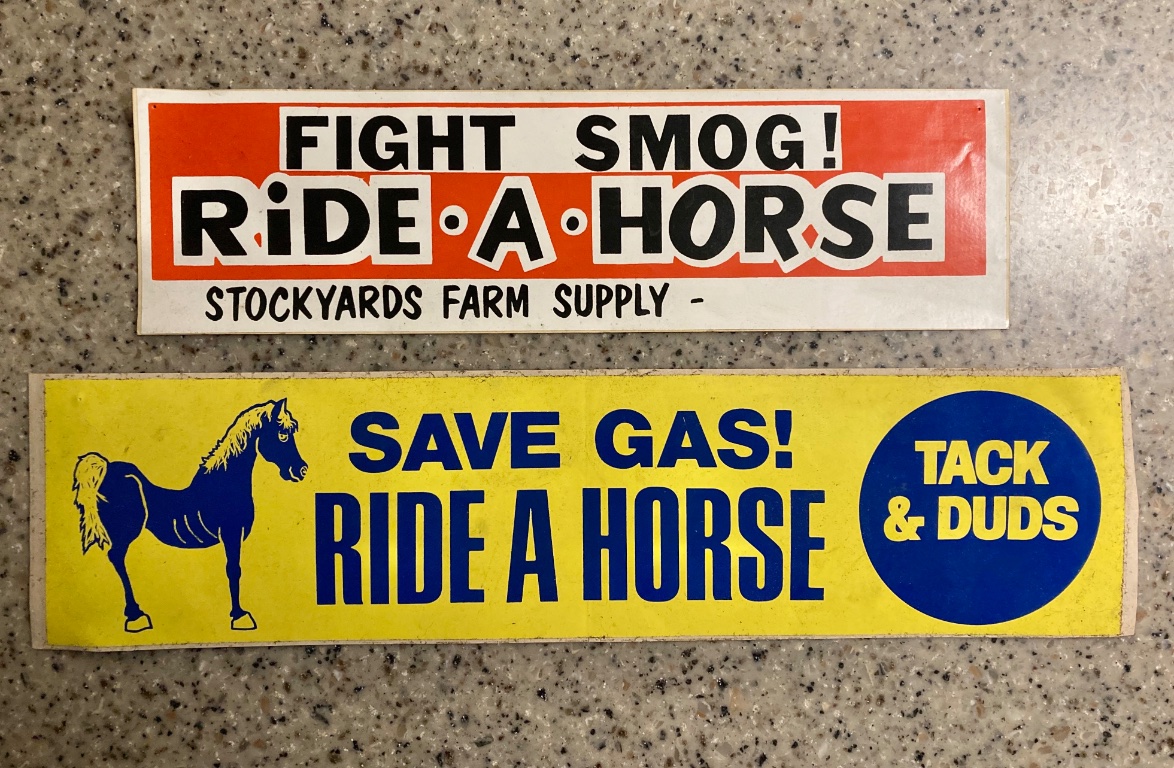 FIGHT SMOG!
RiDE • A • HORSE
STOCKYARDS FARM SUPPLY -
SAVE GAS!
RIDE A HORSE
TACK
& DUDS